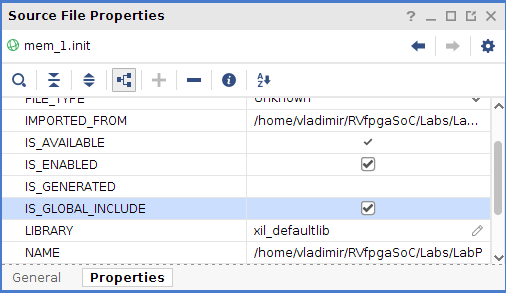 Source File Properties
mem_1.init
FILE_TYPE Unknown
IMPORTED_FROM /home/vladimir/RVfpgaSoC/Labs/La...
IS_AVAILABLE
IS_ENABLED
IS_GENERATED
IS_GLOBAL_INCLUDE
LIBRARY xil_defaultlib
NAME /home/vladimir/RVfpgaSoC/Labs/LabP
General Properties